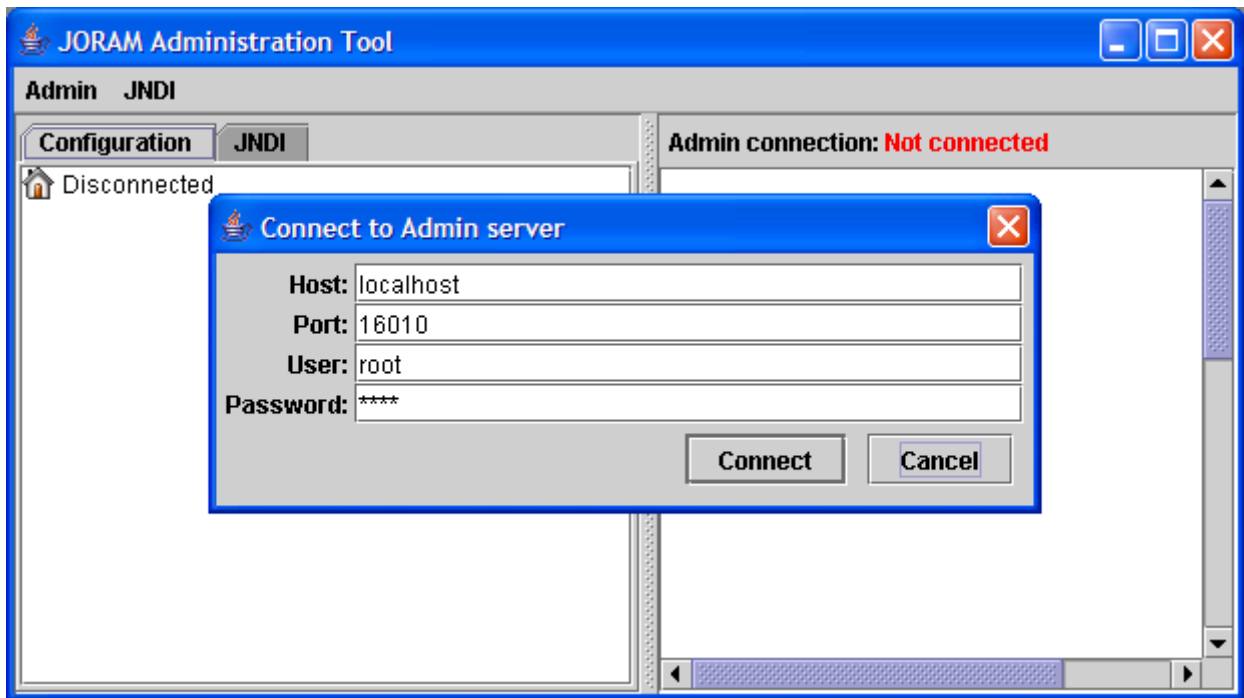 JORAM Administration Tool
Admin JNDI
Configuration JNDI
Admin connection: Not connected
Disconnected
Connect to Admin server
Host: localhost
Port: 16010
User: root
Password: ****
Connect Cancel